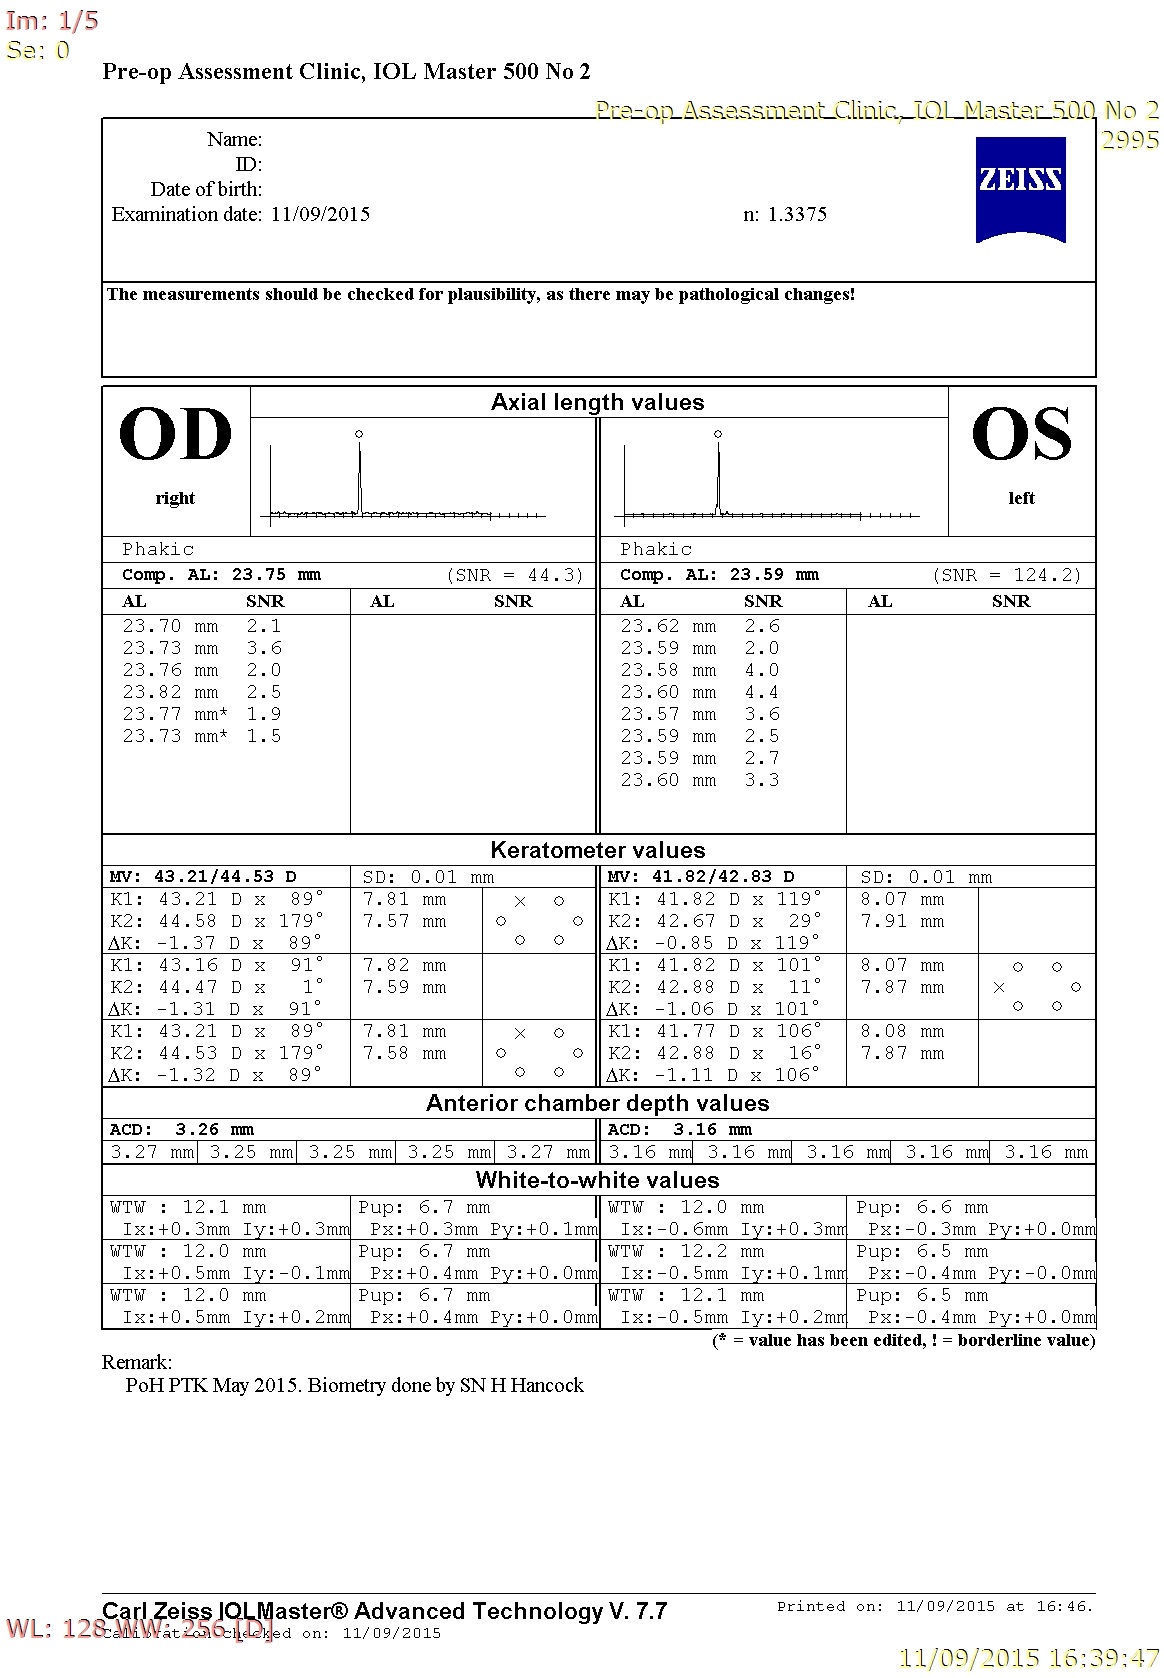 Im: 1/5
Se: 0
Pre-op Assessment Clinic, IOL Master 500 No 2
Pre-op Assessment Clinic, IOL Master 500 No 2
2995
Name:
ID:
Date of birth:
Examination date: 11/09/2015 n: 1.3375
ZEISS
The measurements should be checked for plausibility, as there may be pathological changes!
OD
right
Axial length values
OS
left
Phakic Phakic
Comp. AL: 23.75 mm (SNR = 44.3) Comp. AL: 23.59 mm (SNR = 124.2)
AL SNR AL SNR AL SNR AL SNR
23.70 mm 2.1 23.62 mm 2.6
23.73 mm 3.6 23.59 mm 2.0
23.76 mm 2.0 23.58 mm 4.0
23.82 mm 2.5 23.60 mm 4.4
23.77 mm* 1.9 23.57 mm 3.6
23.73 mm* 1.5 23.59 mm 2.5
23.59 mm 2.7
23.60 mm 3.3
Keratometer values
MV: 43.21/44.53 D SD: 0.01 mm MV: 41.82/42.83 D SD: 0.01 mm
K1: 43.21 D x 89° 7.81 mm K1: 41.82 D x 119° 8.07 mm
K2: 44.58 D x 179° 7.57 mm K2: 42.67 D x 29° 7.91 mm
ΔK: -1.37 D x 89° ΔK: -0.85 D x 119°
K1: 43.16 D x 91° 7.82 mm K1: 41.82 D x 101° 8.07 mm
K2: 44.47 D x 1° 7.59 mm K2: 42.88 D x 11° 7.87 mm
ΔK: -1.31 D x 91° ΔK: -1.06 D x 101°
K1: 43.21 D x 89° 7.81 mm K1: 41.77 D x 106° 8.08 mm
K2: 44.53 D x 179° 7.58 mm K2: 42.88 D x 16° 7.87 mm
ΔK: -1.32 D x 89° ΔK: -1.11 D x 106°
Anterior chamber depth values
ACD: 3.26 mm ACD: 3.16 mm
3.27 mm 3.25 mm 3.25 mm 3.25 mm 3.27 mm 3.16 mm 3.16 mm 3.16 mm 3.16 mm 3.16 mm
White-to-white values
WTW : 12.1 mm Pup: 6.7 mm WTW : 12.0 mm Pup: 6.6 mm
Ix:+0.3mm Iy:+0.3mm Px:+0.3mm Py:+0.1mm Ix:-0.6mm Iy:+0.3mm Px:-0.3mm Py:+0.0mm
WTW : 12.0 mm Pup: 6.7 mm WTW : 12.2 mm Pup: 6.5 mm
Ix:+0.5mm Iy:-0.1mm Px:+0.4mm Py:+0.0mm Ix:-0.5mm Iy:+0.1mm Px:-0.4mm Py:-0.0mm
WTW : 12.0 mm Pup: 6.7 mm WTW : 12.1 mm Pup: 6.5 mm
Ix:+0.5mm Iy:+0.2mm Px:+0.4mm Py:+0.0mm Ix:-0.5mm Iy:+0.2mm Px:-0.4mm Py:+0.0mm
(* = value has been edited, ! = borderline value)
Remark:
PoH PTK May 2015. Biometry done by SN H Hancock
Carl Zeiss IOLMaster® Advanced Technology V. 7.7 Printed on: 11/09/2015 at 16:46.
WL: 128 WW: 256 [D]
Calibration checked on: 11/09/2015
11/09/2015 16:39:47